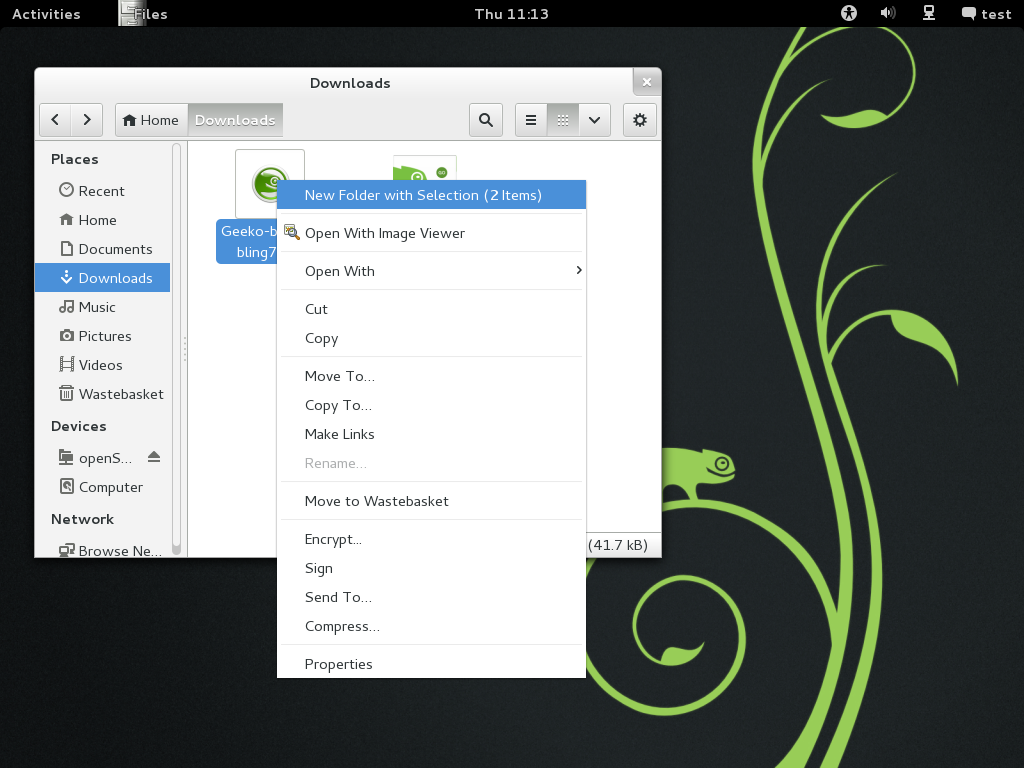 Activities
Files
Thu 11:13
test
Downloads
Home
Downloads
Places
Recent
Home
Documents
Downloads
Music
Pictures
Videos
Wastebasket
Devices
openS...
Computer
Network
Browse Ne...
Geeko-b
bling7
New Folder with Selection (2 Items)
Open With Image Viewer
Open With
Cut
Copy
Move To...
Copy To...
Make Links
Rename...
Move to Wastebasket
Encrypt...
Sign
Send To...
Compress...
Properties
(41.7 kB)